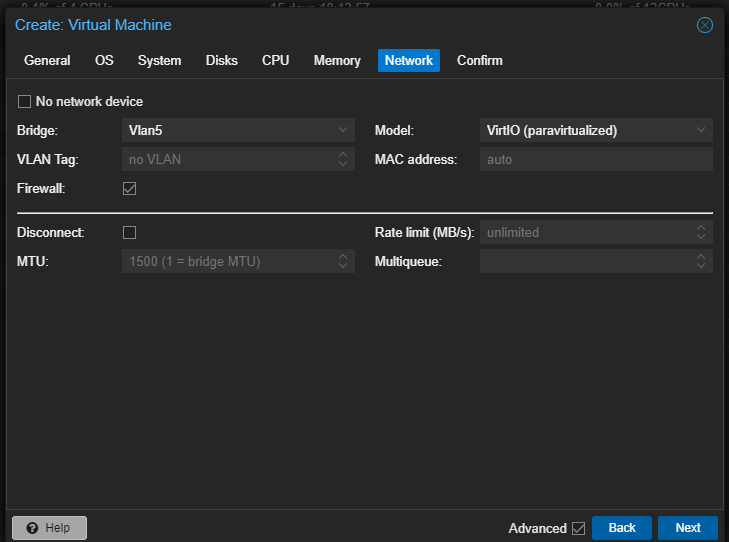 Create: Virtual Machine
General OS System Disks CPU Memory Network Confirm
No network device
Bridge: Vlan5 Model: VirtIO (paravirtualized)
VLAN Tag: no VLAN MAC address: auto
Firewall:
Disconnect: Rate limit (MB/s): unlimited
MTU: 1500 (1 = bridge MTU) Multiqueue:
? Help Advanced Back Next